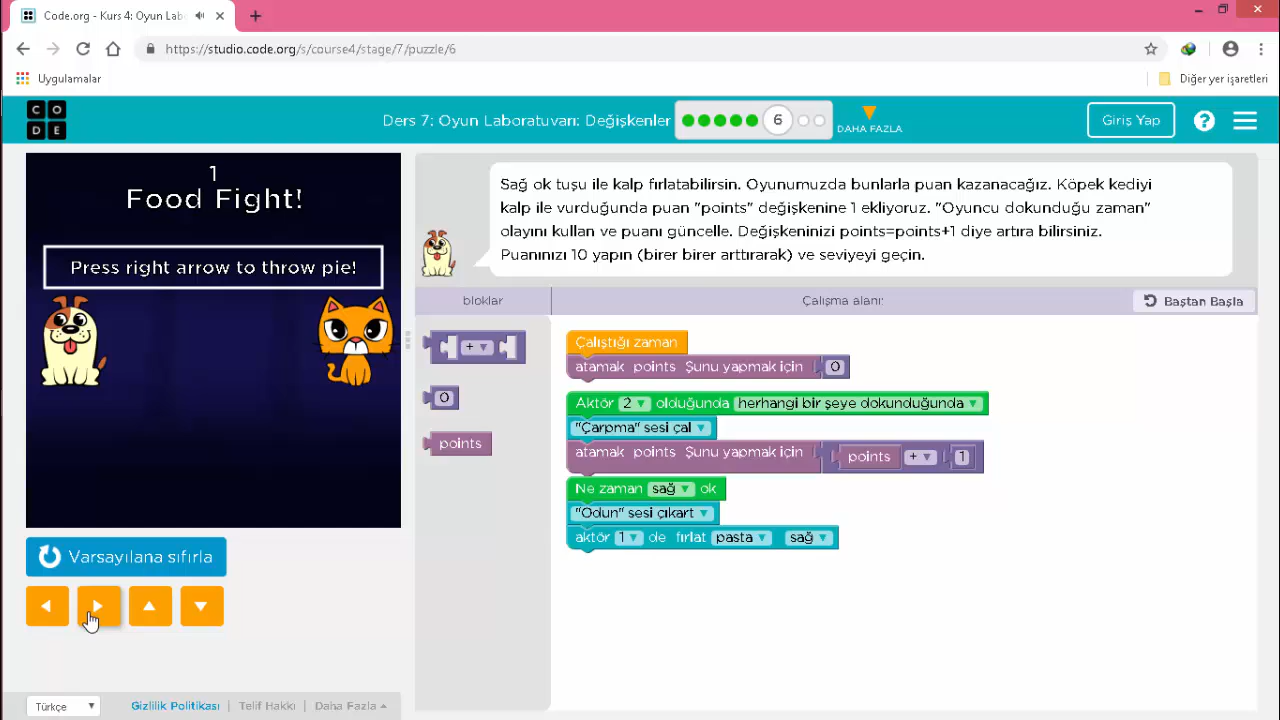 Code.org - Kurs 4: Oyun Lab
https://studio.code.org/s/course4/stage/7/puzzle/6
Uygulamalar
Diğer yer işaretleri
C O
D E
Ders 7: Oyun Laboratuvarı: Değişkenler
6
DAHA FAZLA
Giriş Yap
?
1
Food Fight!
Press right arrow to throw pie!
Varsayılana sıfırla
Sağ ok tuşu ile kalp fırlatabilirsin. Oyunumuzda bunlarla puan kazanacağız. Köpek kediyi
kalp ile vurduğunda puan "points" değişkenine 1 ekliyoruz. "Oyuncu dokunduğu zaman"
olayını kullan ve puanı güncelle. Değişkeninizi points=points+1 diye artıra bilirsiniz.
Puanınızı 10 yapın (birer birer arttırarak) ve seviyeyi geçin.
bloklar
Çalışma alanı:
Baştan Başla
+
0
points
Çalıştığı zaman
atamak points Şunu yapmak için 0
Aktör 2 olduğunda herhangi bir şeye dokunduğunda
"Çarpma" sesi çal
atamak points Şunu yapmak için points + 1
Ne zaman sağ ok
"Odun" sesi çıkart
aktör 1 de fırlat pasta sağ
Türkçe
Gizlilik Politikası
Telif Hakkı
Daha Fazla